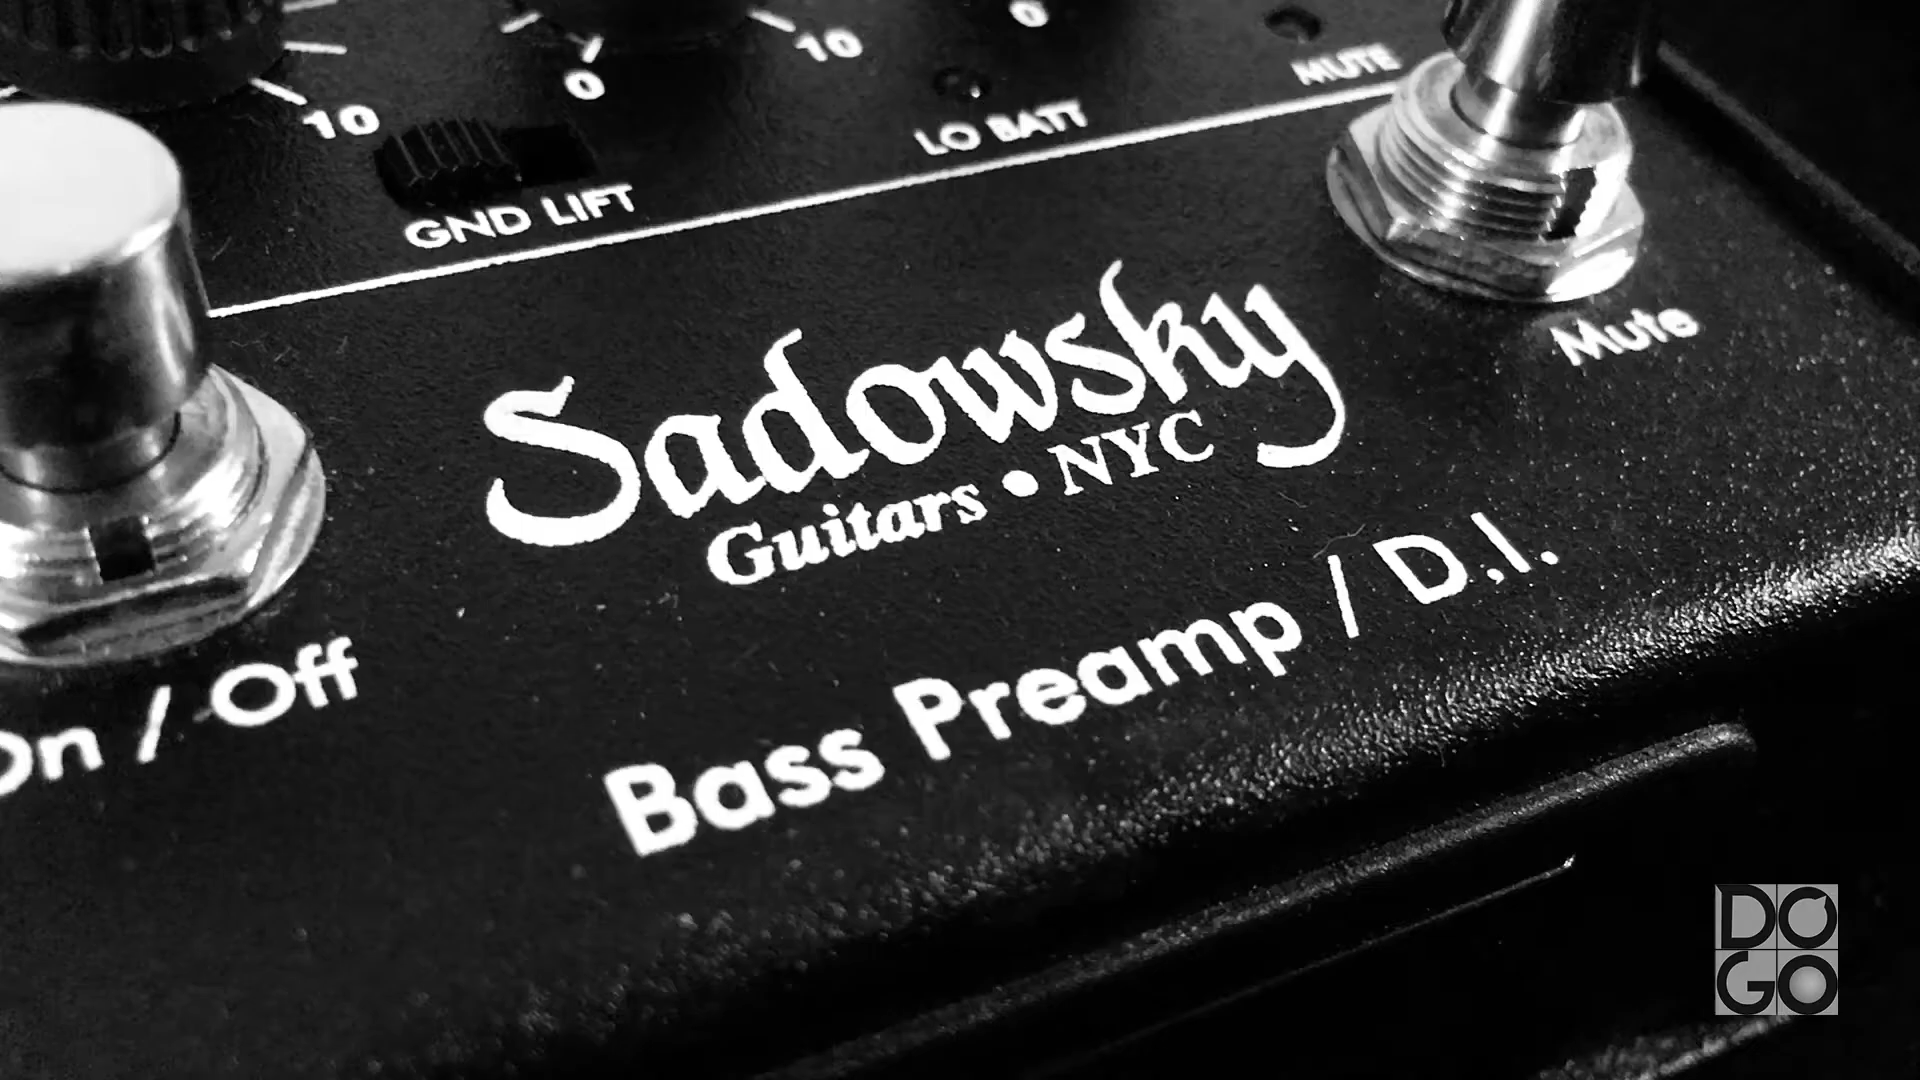 0
10
0
MUTE
10
LO BATT
GND LIFT
Sadowsky
Guitars • NYC
Mute
Bass Preamp / D.I.
On / Off
DO
GO